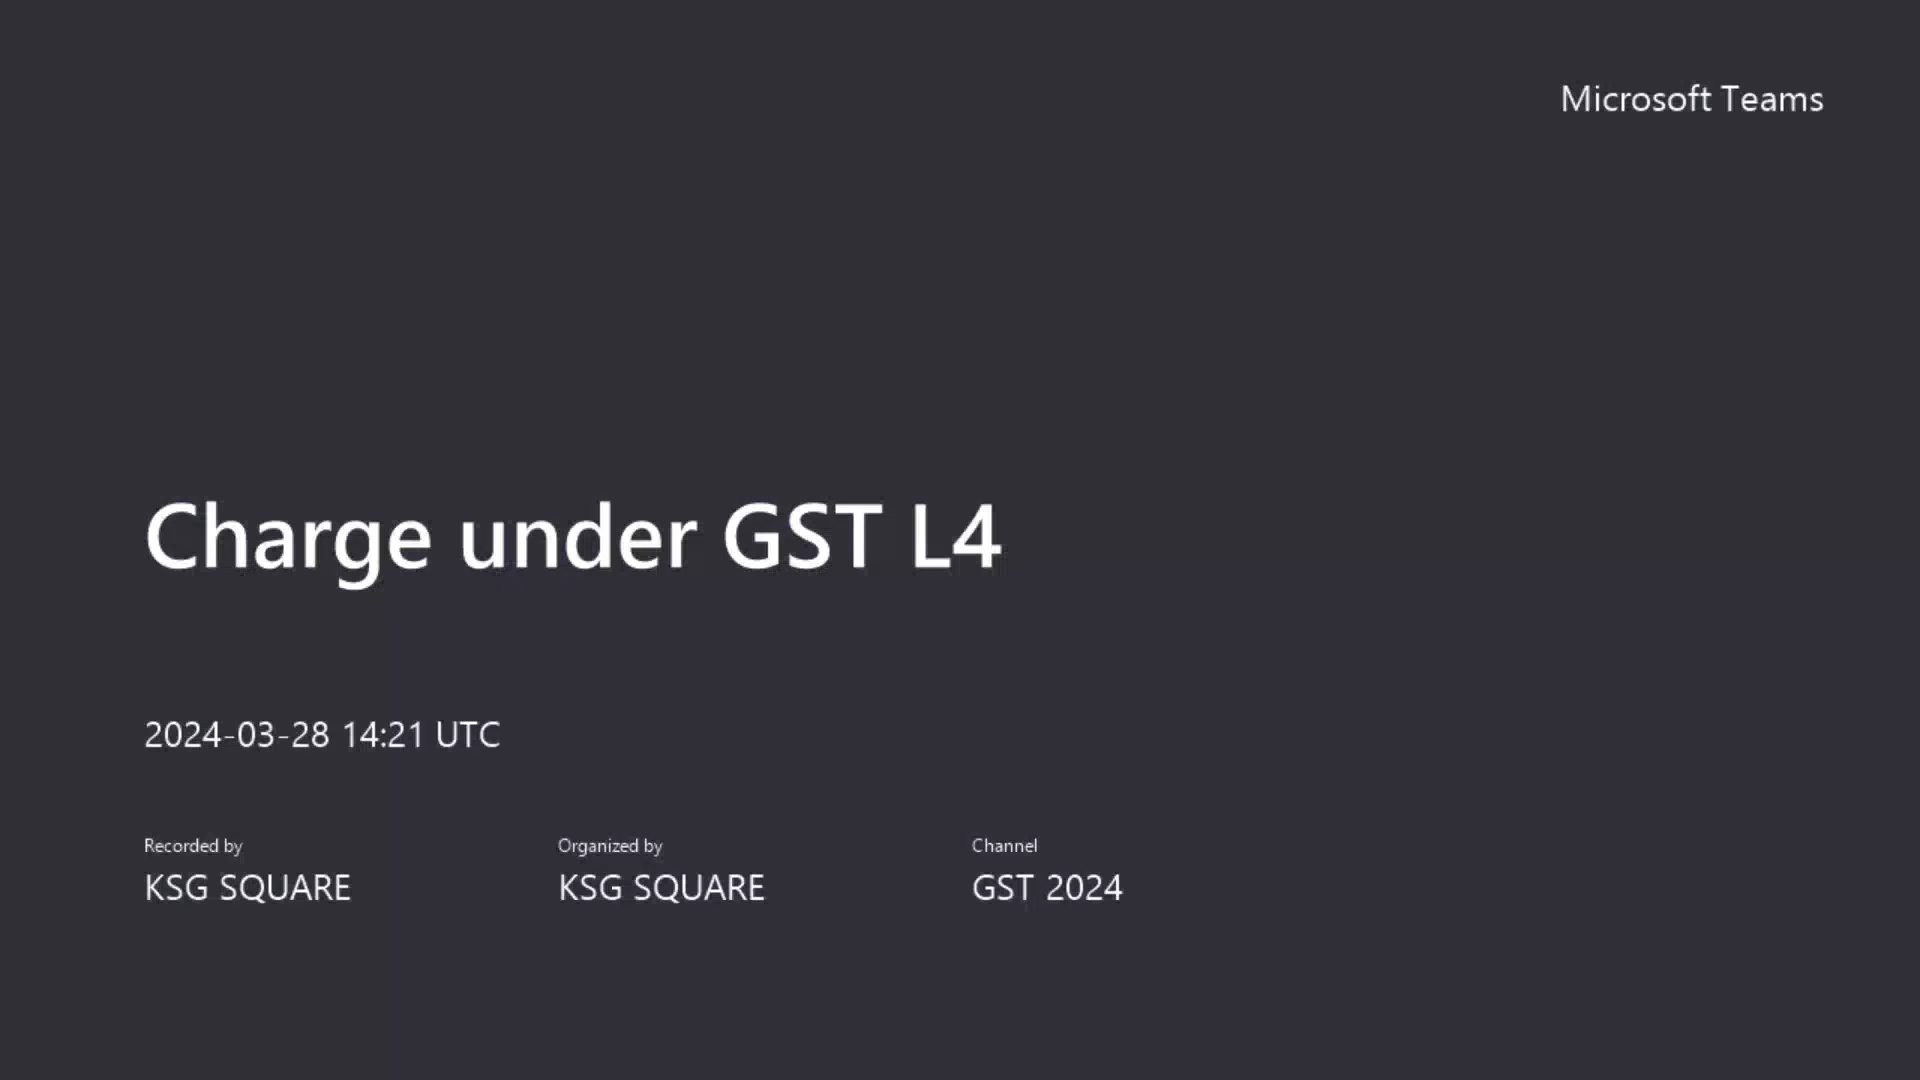 Microsoft Teams
Charge under GST L4
2024-03-28 14:21 UTC
Recorded by
KSG SQUARE
Organized by
KSG SQUARE
Channel
GST 2024